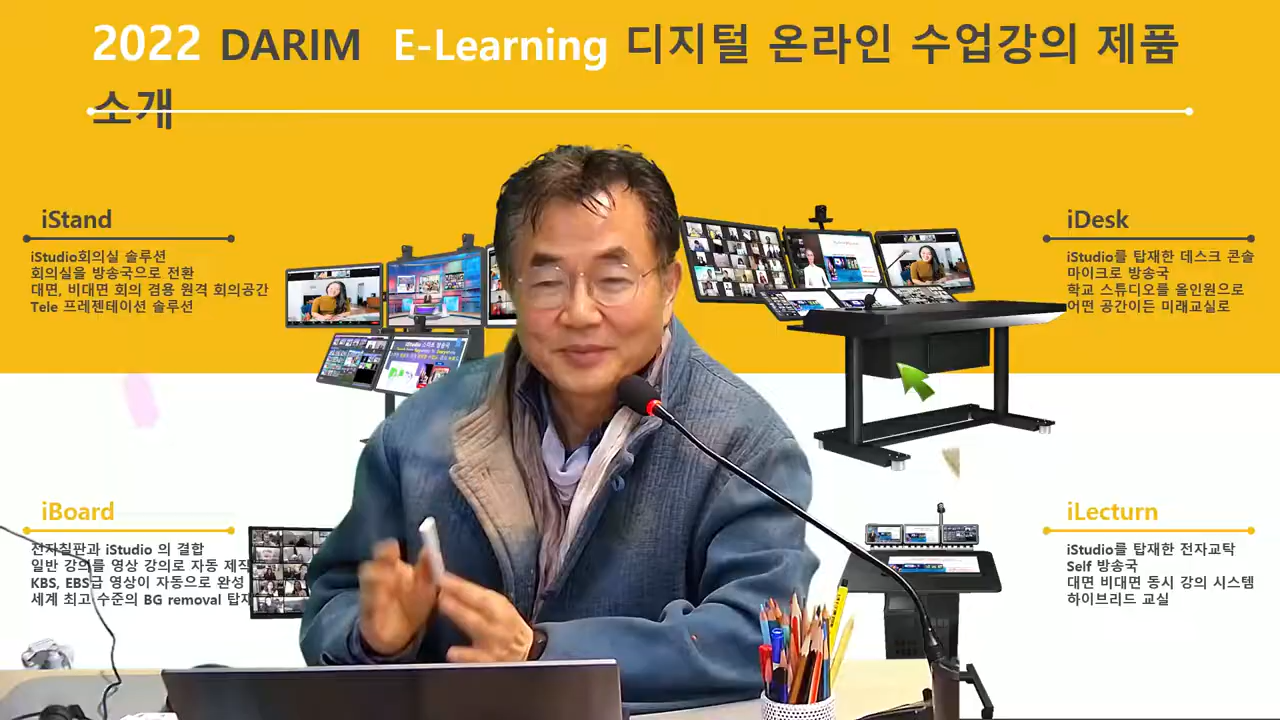 2022 DARIM E-Learning 디지털 온라인 수업강의 제품
소개
iStand
iStudio회의실 솔루션
회의실을 방송국으로 전환
대면, 비대면 회의 겸용 원격 회의공간
Tele 프레젠테이션 솔루션
iDesk
iStudio를 탑재한 데스크 콘솔
마이크로 방송국
학교 스튜디오를 올인원으로
어떤 공간이든 미래교실로
iBoard
전자칠판과 iStudio 의 결합
일반 강의를 영상 강의로 자동 제작
KBS, EBS급 영상이 자동으로 완성
세계 최고 수준의 BG removal 탑재
iLecturn
iStudio를 탑재한 전자교탁
Self 방송국
대면 비대면 동시 강의 시스템
하이브리드 교실
iStudio 스마트 방송국